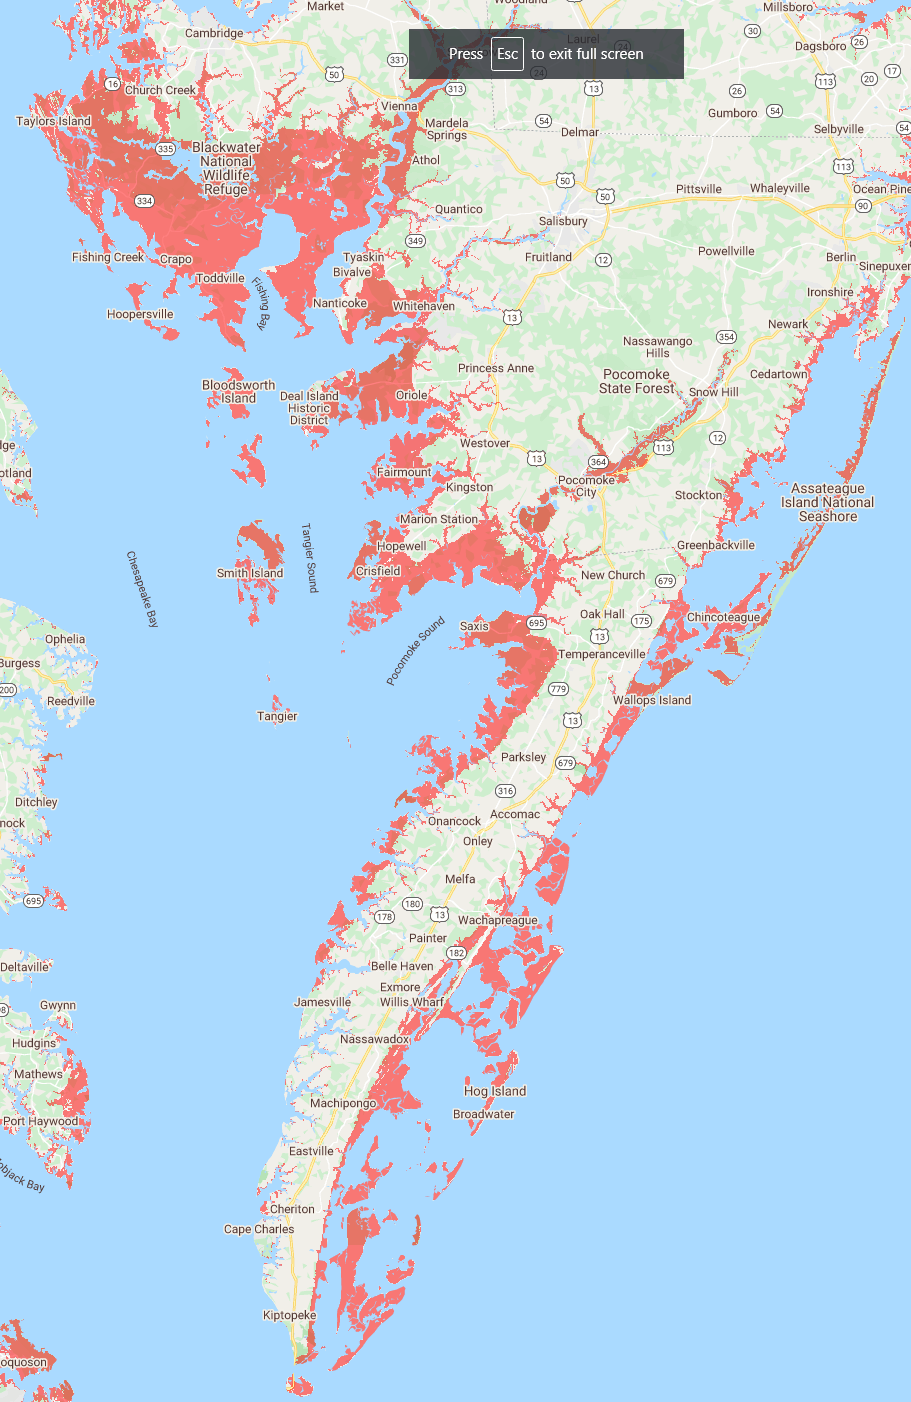 Market
Woodland
Millsboro
Cambridge
Laurel
30
Dagsboro
26
Press Esc to exit full screen
331
50
24
24
20
17
16
Church Creek
313
13
113
26
Vienna
54
54
Gumboro
Taylors Island
Mardela
Springs
Delmar
Selbyville
54
335
Blackwater
National
Wildlife
Refuge
Athol
113
50
50
Pittsville
Whaleyville
Ocean Pine
334
90
Quantico
Salisbury
349
Powellville
Fishing Creek
Crapo
Tyaskin
Fruitland
12
Berlin
Bivalve
Sinepuxen
Toddville
Fishing Bay
Ironshire
Nanticoke
Whitehaven
Hoopersville
13
Newark
354
Nassawango
Hills
Princess Anne
Pocomoke
State Forest
Cedartown
Bloodsworth
Island
Deal Island
Historic
District
Oriole
Snow Hill
12
dge
Westover
113
13
364
otland
Fairmount
Kingston
Pocomoke
City
Stockton
Assateague
Island National
Seashore
Marion Station
Tangier Sound
Hopewell
Greenbackville
Chesapeake Bay
Smith Island
Crisfield
New Church
679
Oak Hall
175
Chincoteague
Saxis
695
13
Pocomoke Sound
Ophelia
Temperanceville
Burgess
200
779
Reedville
Wallops Island
Tangier
13
Parksley
679
316
Ditchley
Accomac
nock
Onancock
Olney
Melfa
695
180
178
13
Wachapreague
Painter
182
Deltaville
Belle Haven
Exmore
Gwynn
Jamesville
Willis Wharf
Hudgins
Nassawadox
Mathews
Hog Island
Machipongo
Broadwater
Port Haywood
Eastville
objack Bay
Cheriton
Cape Charles
Kiptopeke
oquoson